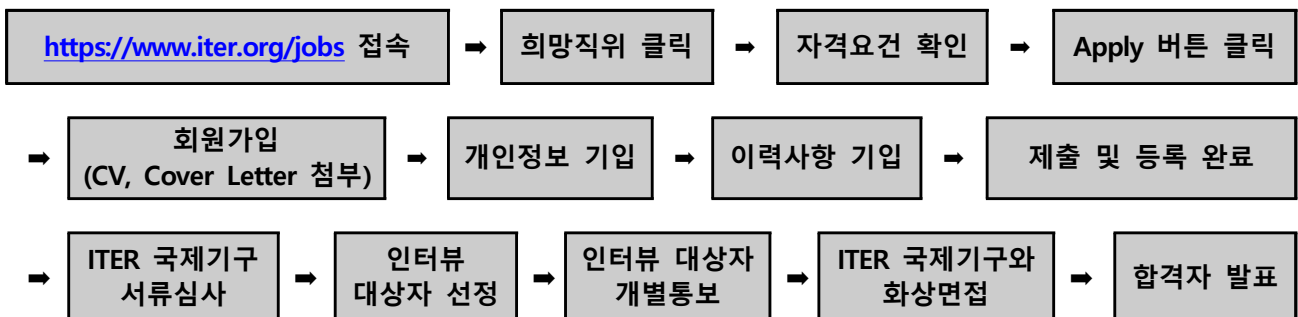 https://www.iter.org/jobs 접속 ➡ 희망직위 클릭 ➡ 자격요건 확인 ➡ Apply 버튼 클릭
➡ 회원가입
(CV, Cover Letter 첨부) ➡ 개인정보 기입 ➡ 이력사항 기입 ➡ 제출 및 등록 완료
➡ ITER 국제기구
서류심사 ➡ 인터뷰
대상자 선정 ➡ 인터뷰 대상자
개별통보 ➡ ITER 국제기구와
화상면접 ➡ 합격자 발표